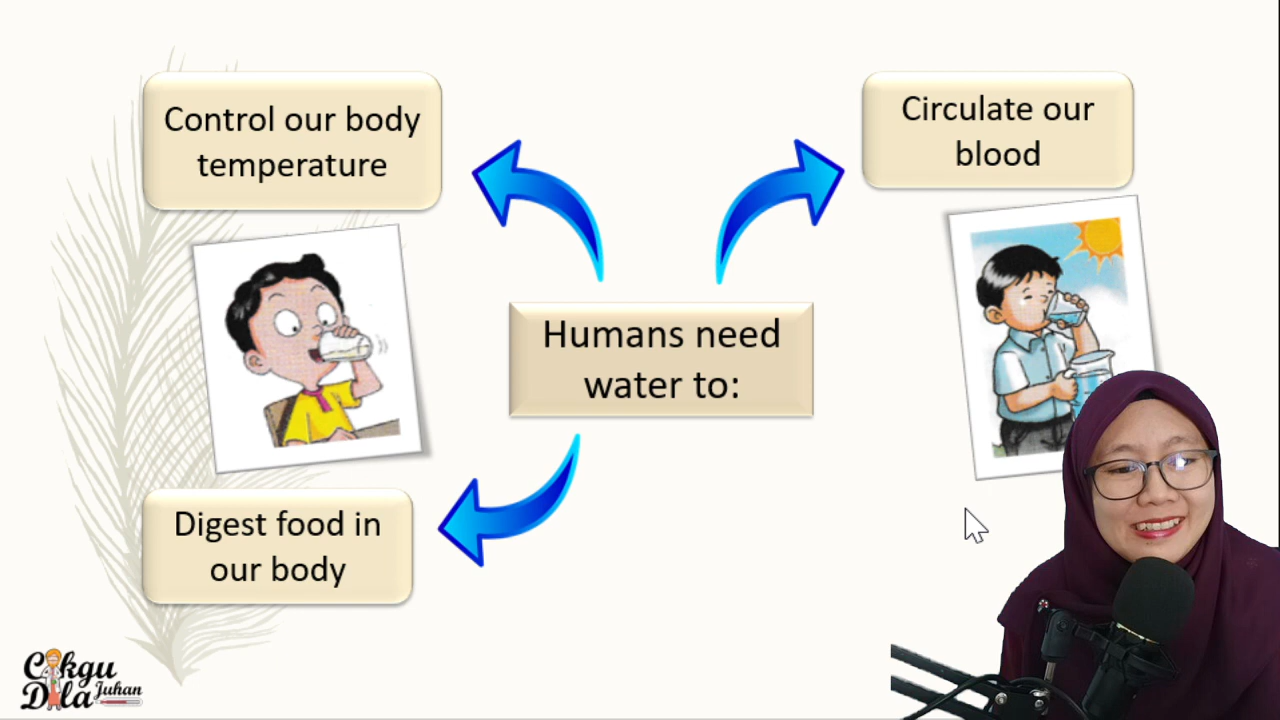 Control our body
temperature
Circulate our
blood
Humans need
water to:
Digest food in
our body
Cikgu
Dila Juhan